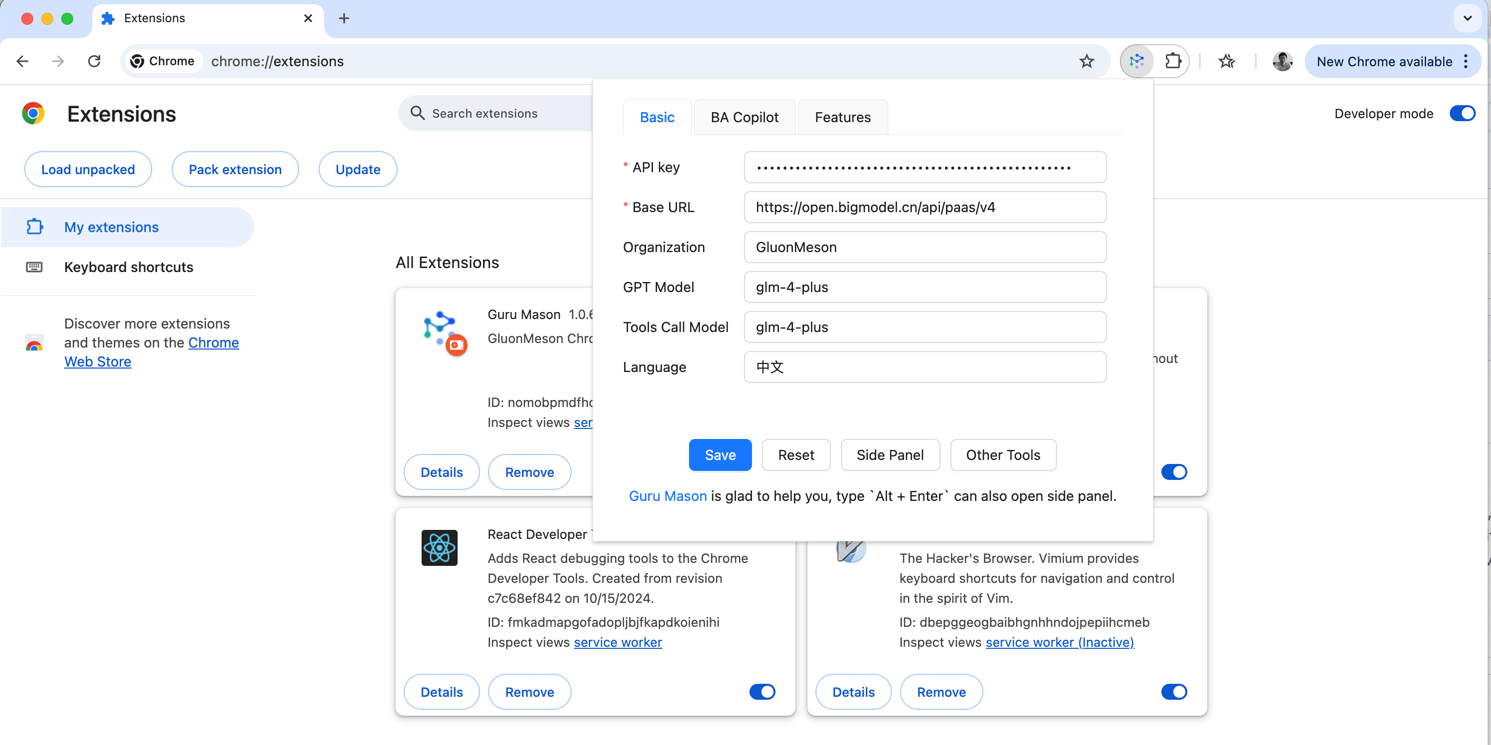 Extensions
Chrome
chrome://extensions
New Chrome available
Extensions
Search extensions
Developer mode
Load unpacked
Pack extension
Update
My extensions
Keyboard shortcuts
Discover more extensions
and themes on the Chrome
Web Store
All Extensions
Guru Mason 1.0.6
GluonMeson Chro
ID: nomobpmdfhc
Inspect views ser
Details
Remove
Basic
BA Copilot
Features
* API key
••••••••••••••••••••••••••••••••••••••••••••••••
* Base URL
https://open.bigmodel.cn/api/paas/v4
Organization
GluonMeson
GPT Model
glm-4-plus
Tools Call Model
glm-4-plus
Language
中文
Save
Reset
Side Panel
Other Tools
Guru Mason is glad to help you, type `Alt + Enter` can also open side panel.
hout
React Developer
Adds React debugging tools to the Chrome
Developer Tools. Created from revision
c7c68ef842 on 10/15/2024.
ID: fmkadmapgofadopljbjfkapdkoienihi
Inspect views service worker
Details
Remove
The Hacker's Browser. Vimium provides
keyboard shortcuts for navigation and control
in the spirit of Vim.
ID: dbepggeogbaibhgnhhndojpepiihcmeb
Inspect views service worker (Inactive)
Details
Remove